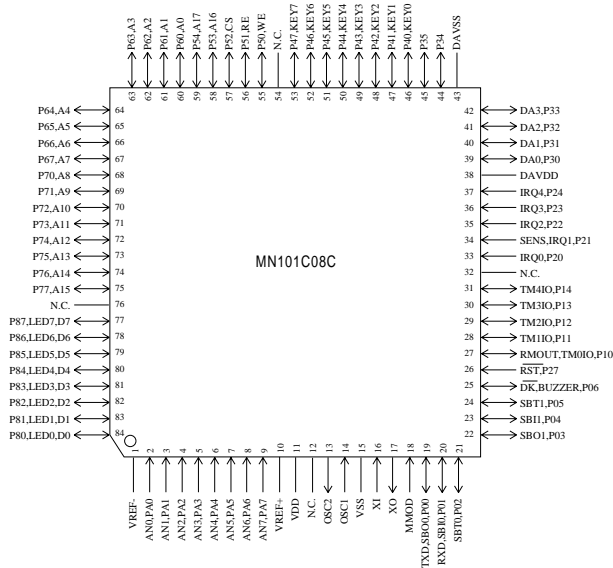 P63,A3
P62,A2
P61,A1
P60,A0
P54,A17
P53,A16
P52,CS
P51,RE
P50,WE
N.C.
P47,KEY7
P46,KEY6
P45,KEY5
P44,KEY4
P43,KEY3
P42,KEY2
P41,KEY1
P40,KEY0
P35
P34
DAVSS
63 62 61 60 59 58 57 56 55 54 53 52 51 50 49 48 47 46 45 44 43
P64,A4 64
P65,A5 65
P66,A6 66
P67,A7 67
P70,A8 68
P71,A9 69
P72,A10 70
P73,A11 71
P74,A12 72
P75,A13 73
P76,A14 74
P77,A15 75
N.C. 76
P87,LED7,D7 77
P86,LED6,D6 78
P85,LED5,D5 79
P84,LED4,D4 80
P83,LED3,D3 81
P82,LED2,D2 82
P81,LED1,D1 83
P80,LED0,D0 84
MN101C08C
42 DA3,P33
41 DA2,P32
40 DA1,P31
39 DA0,P30
38 DAVDD
37 IRQ4,P24
36 IRQ3,P23
35 IRQ2,P22
34 SENS,IRQ1,P21
33 IRQ0,P20
32 N.C.
31 TM4IO,P14
30 TM3IO,P13
29 TM2IO,P12
28 TM1IO,P11
27 RMOUT,TM0IO,P10
26 RST,P27
25 DK,BUZZER,P06
24 SBT1,P05
23 SBI1,P04
22 SBO1,P03
1 2 3 4 5 6 7 8 9 10 11 12 13 14 15 16 17 18 19 20 21
VREF-
AN0,PA0
AN1,PA1
AN2,PA2
AN3,PA3
AN4,PA4
AN5,PA5
AN6,PA6
AN7,PA7
VREF+
VDD
N.C.
OSC2
OSC1
VSS
XI
XO
MMOD
TXD,SBO0,P00
RXD,SBI0,P01
SBT0,P02